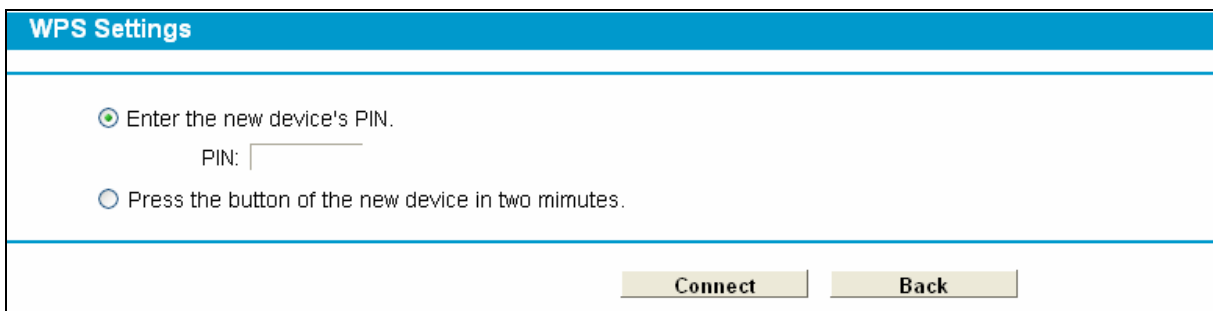 WPS Settings
Enter the new device's PIN.
PIN:
Press the button of the new device in two mimutes.
Connect Back